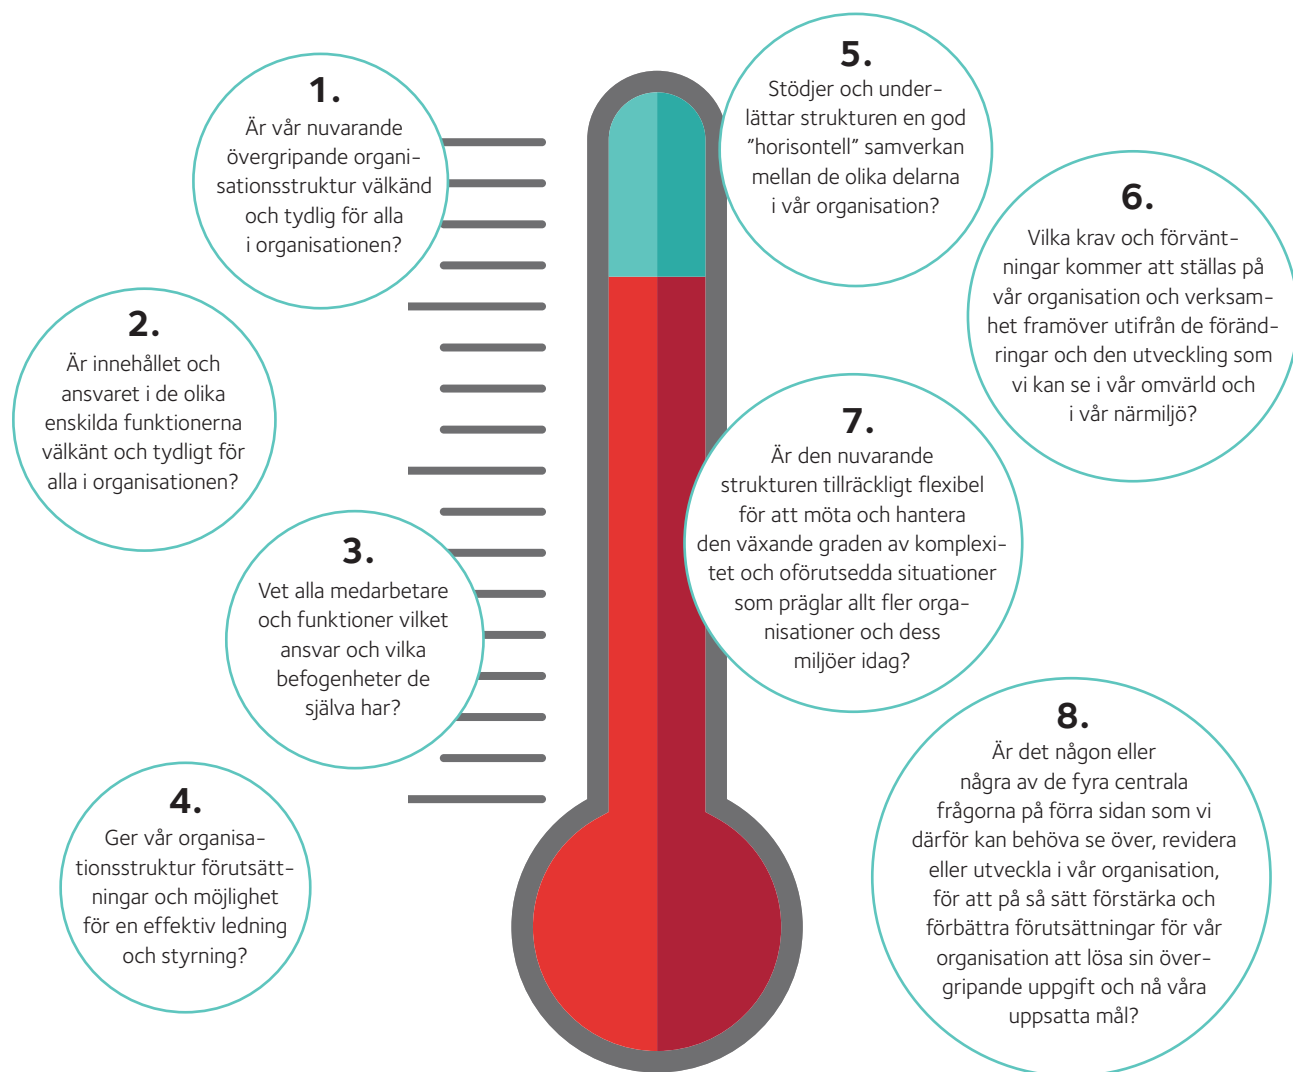 1.
Är vår nuvarande
övergripande organi-
sationsstruktur välkänd
och tydlig för alla
i organisationen?
2.
Är innehållet och
ansvaret i de olika
enskilda funktionerna
välkänt och tydligt för
alla i organisationen?
3.
Vet alla medarbetare
och funktioner vilket
ansvar och vilka
befogenheter de
själva har?
4.
Ger vår organisa-
tionsstruktur förutsätt-
ningar och möjlighet
för en effektiv ledning
och styrning?
5.
Stödjer och under-
lättar strukturen en god
”horisontell” samverkan
mellan de olika delarna
i vår organisation?
6.
Vilka krav och förvänt-
ningar kommer att ställas på
vår organisation och verksam-
het framöver utifrån de föränd-
ringar och den utveckling som
vi kan se i vår omvärld och
i vår närmiljö?
7.
Är den nuvarande
strukturen tillräckligt flexibel
för att möta och hantera
den växande graden av komplexi-
tet och oförutsedda situationer
som präglar allt fler orga-
nisationer och dess
miljöer idag?
8.
Är det någon eller
några av de fyra centrala
frågorna på förra sidan som vi
därför kan behöva se över, revidera
eller utveckla i vår organisation,
för att på så sätt förstärka och
förbättra förutsättningar för vår
organisation att lösa sin över-
gripande uppgift och nå våra
uppsatta mål?